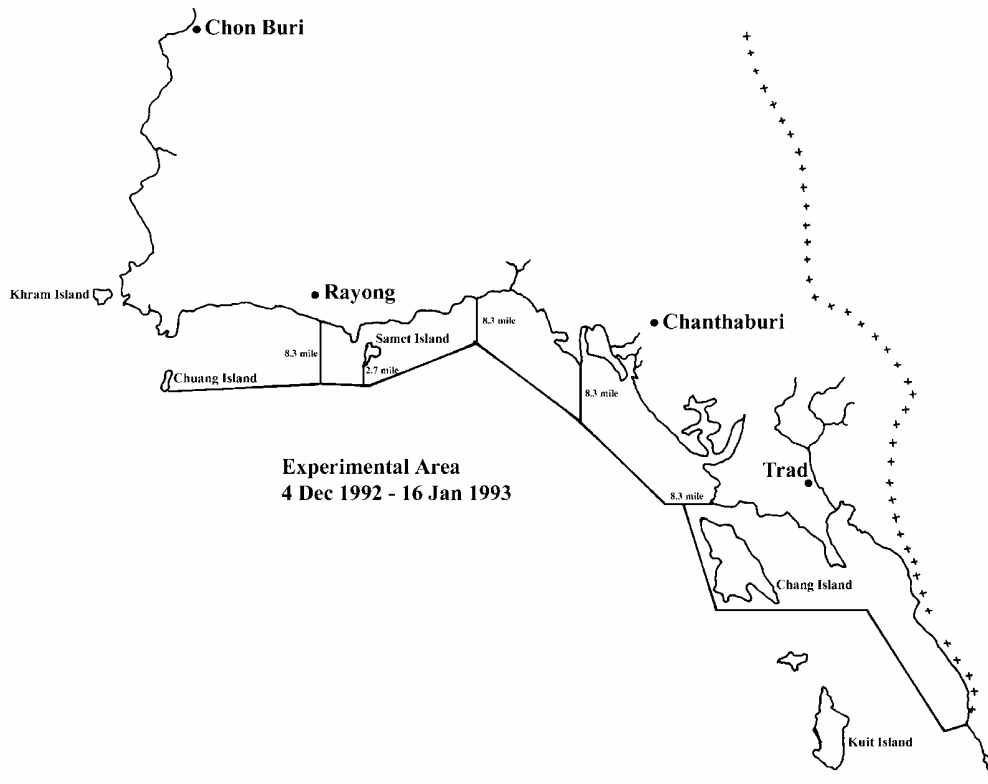 Chon Buri
Khram Island
Rayong
8.3 mile
Chanthaburi
8.3 mile
Samet Island
2.7 mile
Chuang Island
8.3 mile
Experimental Area
4 Dec 1992 - 16 Jan 1993
Trad
8.3 mile
Chang Island
Kuit Island